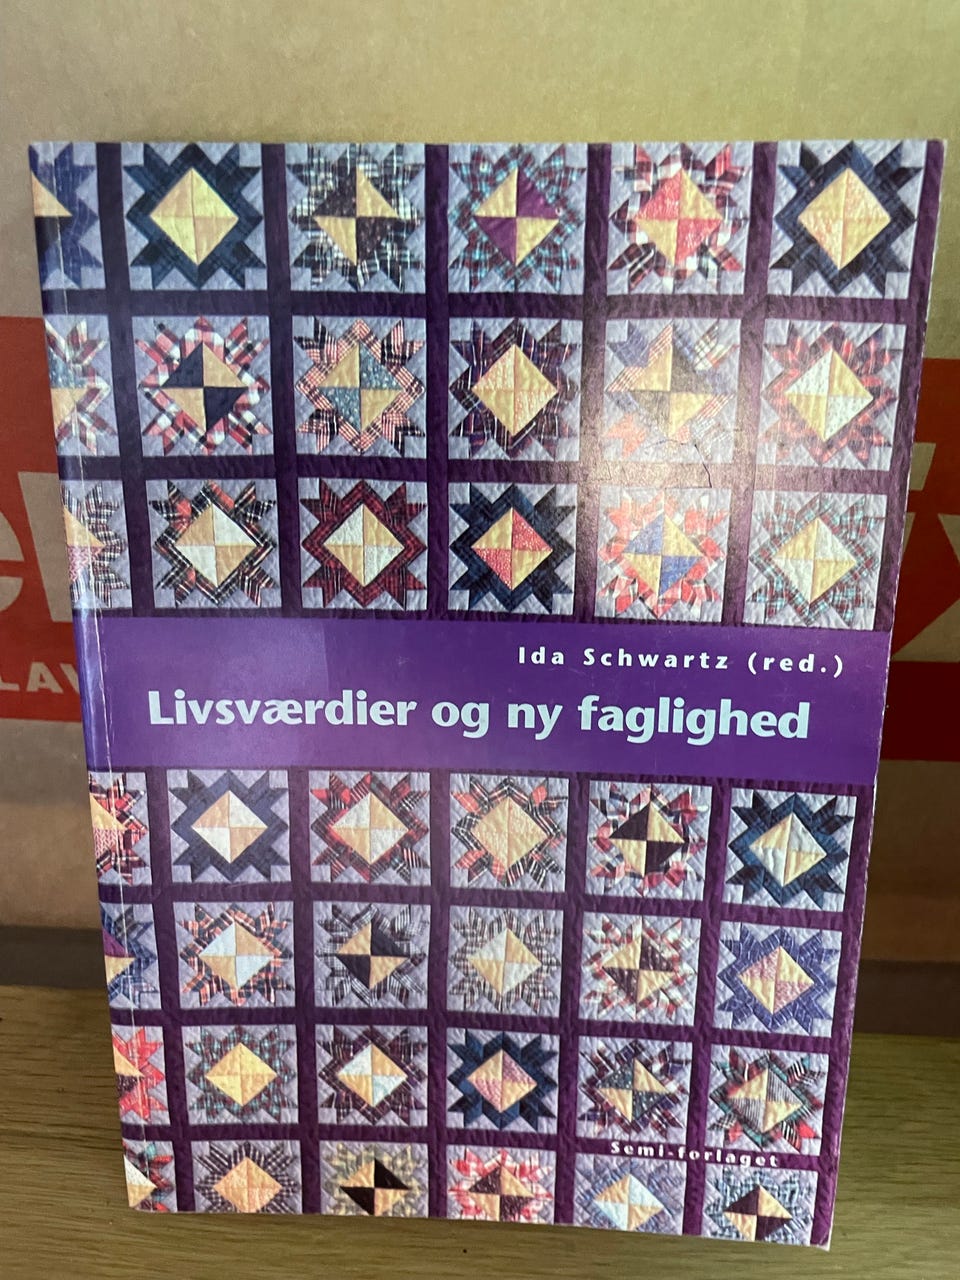 Ida Schwartz (red.)
Livsværdier og ny faglighed
Semi-forlaget